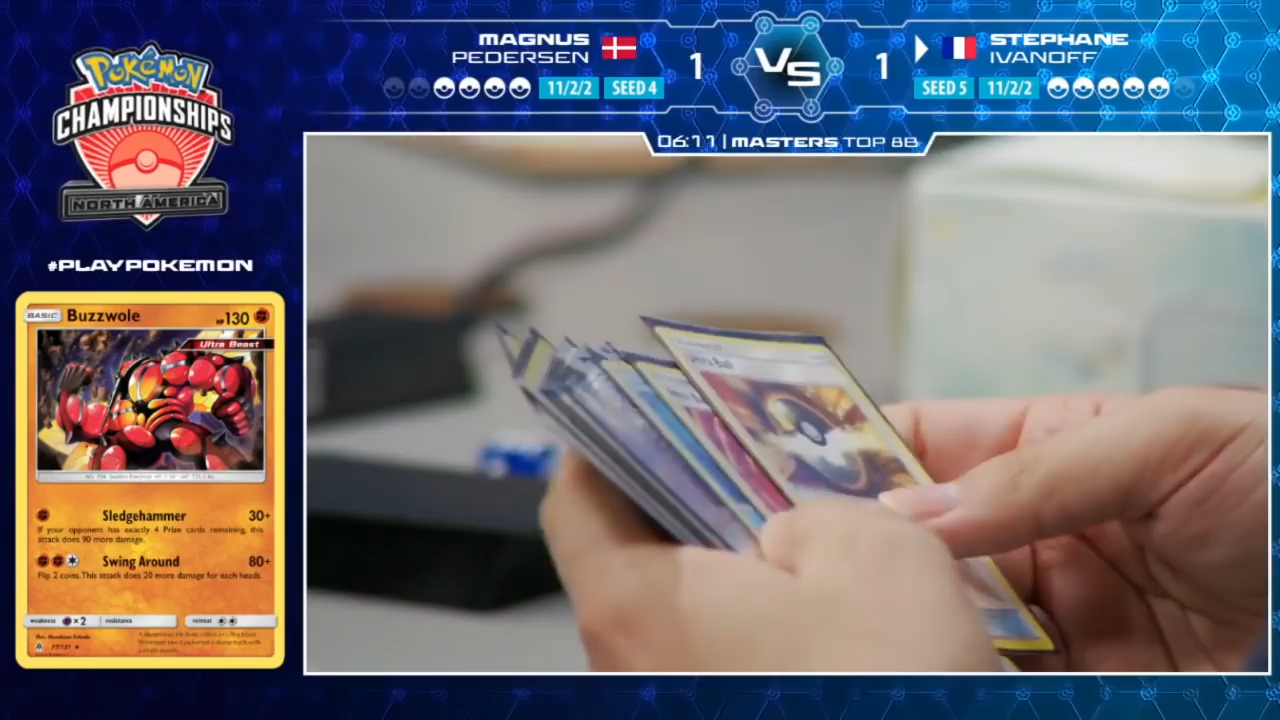 POKÉMON
CHAMPIONSHIPS
NORTH AMERICA
#PLAYPOKEMON
MAGNUS
PEDERSEN
11/2/2
SEED 4
1
VS
1
STEPHANE
IVANOFF
SEED 5
11/2/2
06:11 | MASTERS TOP 8B
BASIC Buzzwole HP130
Ultra Beast
Sledgehammer 30+
If your opponent has exactly 4 Prize cards remaining, this
attack does 90 more damage.
Swing Around 80+
Flip 2 coins. This attack does 20 more damage for each heads.
weakness ×2 resistance retreat
77/131